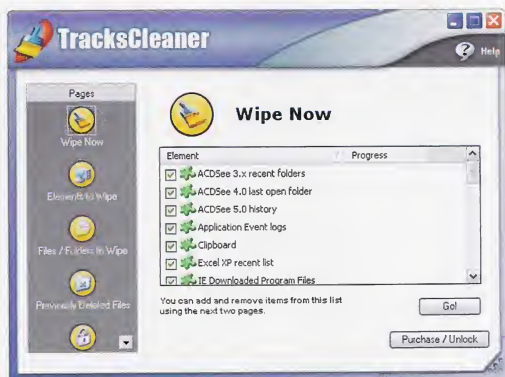 TracksCleaner
Help
Pages
Wipe Now
Elements to Wipe
Files / Folders to Wipe
Previously Deleted Files
Wipe Now
Element Progress
ACDSee 3.x recent folders
ACDSee 4.0 last open folder
ACDSee 5.0 history
Application Event logs
Clipboard
Excel XP recent list
IE Downloaded Program Files
You can add and remove items from this list
using the next two pages.
Go!
Purchase / Unlock